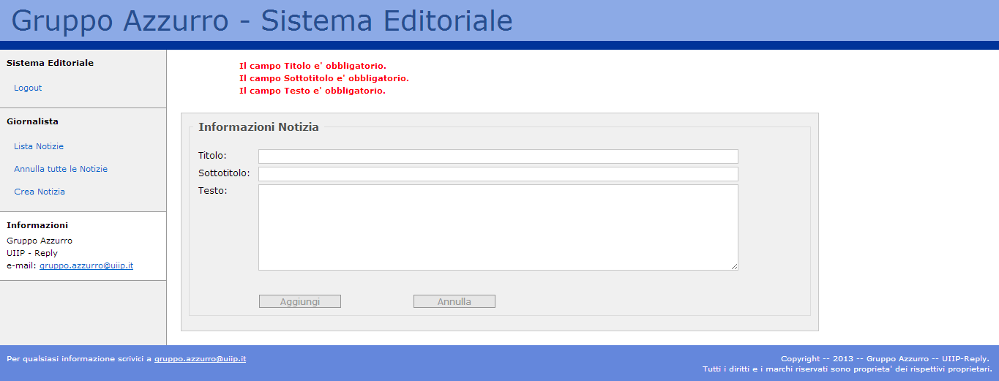 Gruppo Azzurro - Sistema Editoriale
Sistema Editoriale
Logout
Giornalista
Lista Notizie
Annulla tutte le Notizie
Crea Notizia
Informazioni
Gruppo Azzurro
UIIP - Reply
e-mail: gruppo.azzurro@uiip.it
Il campo Titolo e' obbligatorio.
Il campo Sottotitolo e' obbligatorio.
Il campo Testo e' obbligatorio.
Informazioni Notizia
Titolo:
Sottotitolo:
Testo:
Aggiungi
Annulla
Per qualsiasi informazione scrivici a gruppo.azzurro@uiip.it
Copyright -- 2013 -- Gruppo Azzurro -- UIIP-Reply.
Tutti i diritti e i marchi riservati sono proprieta' dei rispettivi proprietari.